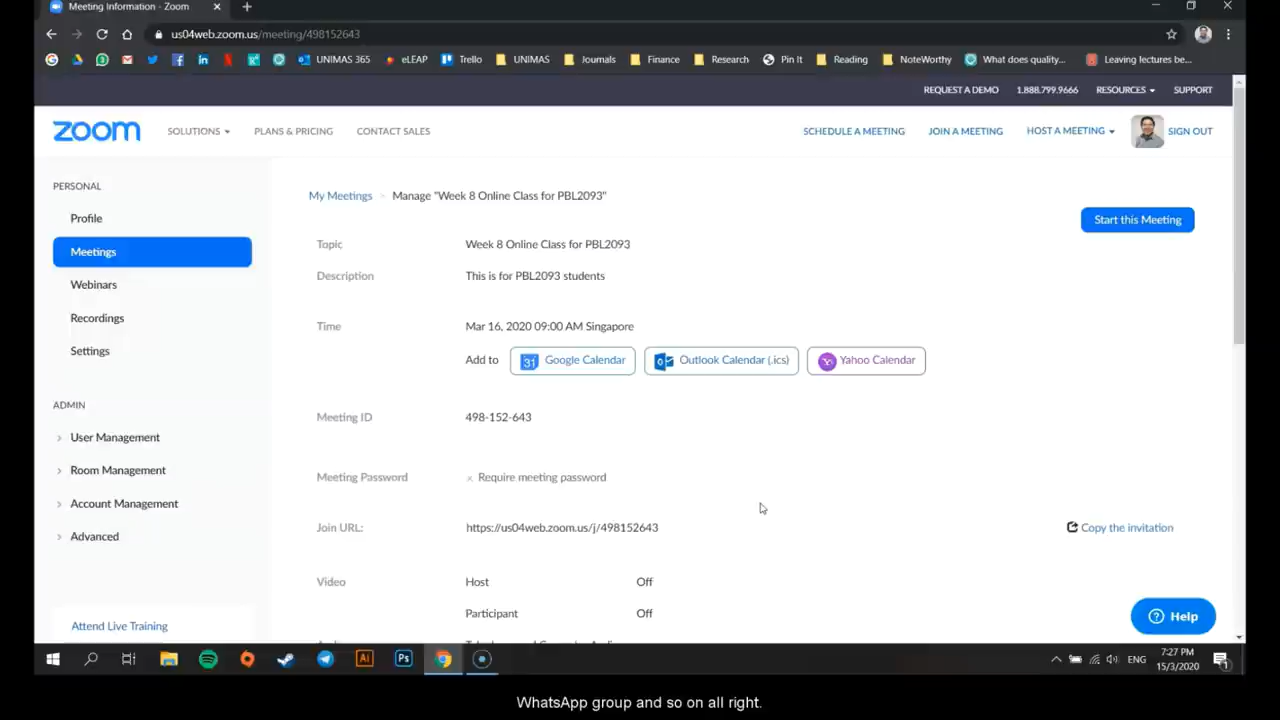 Meeting Information - Zoom
us04web.zoom.us/meeting/498152643
UNIMAS 365 eLEAP Trello UNIMAS Journals Finance Research Pin It Reading NoteWorthy What does quality... Leaving lectures be...
REQUEST A DEMO 1.888.799.9666 RESOURCES SUPPORT
zoom SOLUTIONS PLANS & PRICING CONTACT SALES SCHEDULE A MEETING JOIN A MEETING HOST A MEETING SIGN OUT
PERSONAL
Profile
Meetings
Webinars
Recordings
Settings
ADMIN
User Management
Room Management
Account Management
Advanced
Attend Live Training
My Meetings > Manage "Week 8 Online Class for PBL2093"
Start this Meeting
Topic Week 8 Online Class for PBL2093
Description This is for PBL2093 students
Time Mar 16, 2020 09:00 AM Singapore
Add to 31 Google Calendar Outlook Calendar (.ics) Yahoo Calendar
Meeting ID 498-152-643
Meeting Password × Require meeting password
Join URL: https://us04web.zoom.us/j/498152643 Copy the invitation
Video Host Off
Participant Off
Help
Ai Ps ENG 7:27 PM
15/3/2020 1
WhatsApp group and so on all right.